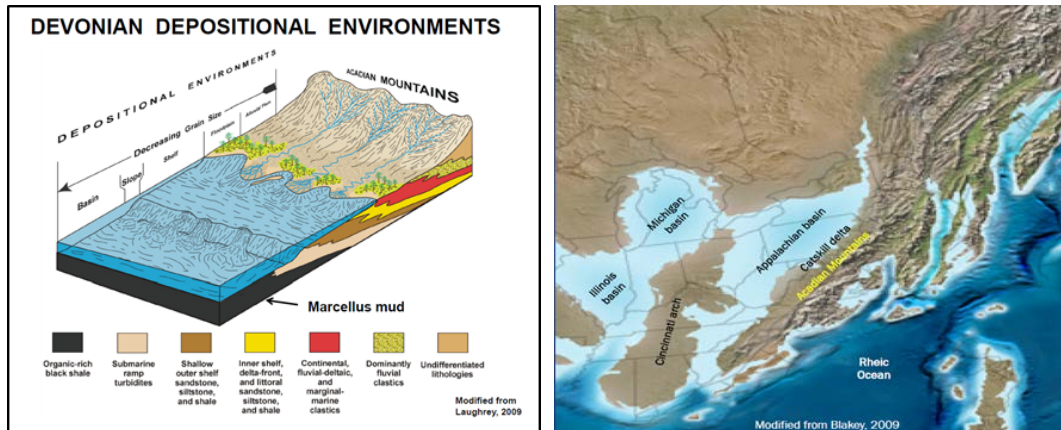 DEVONIAN DEPOSITIONAL ENVIRONMENTS
DEPOSITIONAL ENVIRONMENTS
Decreasing Grain Size
Basin
Slope
Shelf
Floodplain
Alluvial Plain
ACADIAN MOUNTAINS
Marcellus mud
Organic-rich
black shale
Submarine
ramp
turbidites
Shallow
outer shelf
sandstone,
siltstone,
and shale
Inner shelf,
delta-front,
and littoral
sandstone,
siltstone,
and shale
Continental,
fluvial-deltaic,
and
marginal-
marine
clastics
Dominantly
fluvial
clastics
Undifferentiated
lithologies
Modified from
Laughrey, 2009
Michigan
basin
Appalachian basin
Catskill delta
Acadian Mountains
Illinois
basin
Cincinnati arch
Rheic
Ocean
Modified from Blakey, 2009